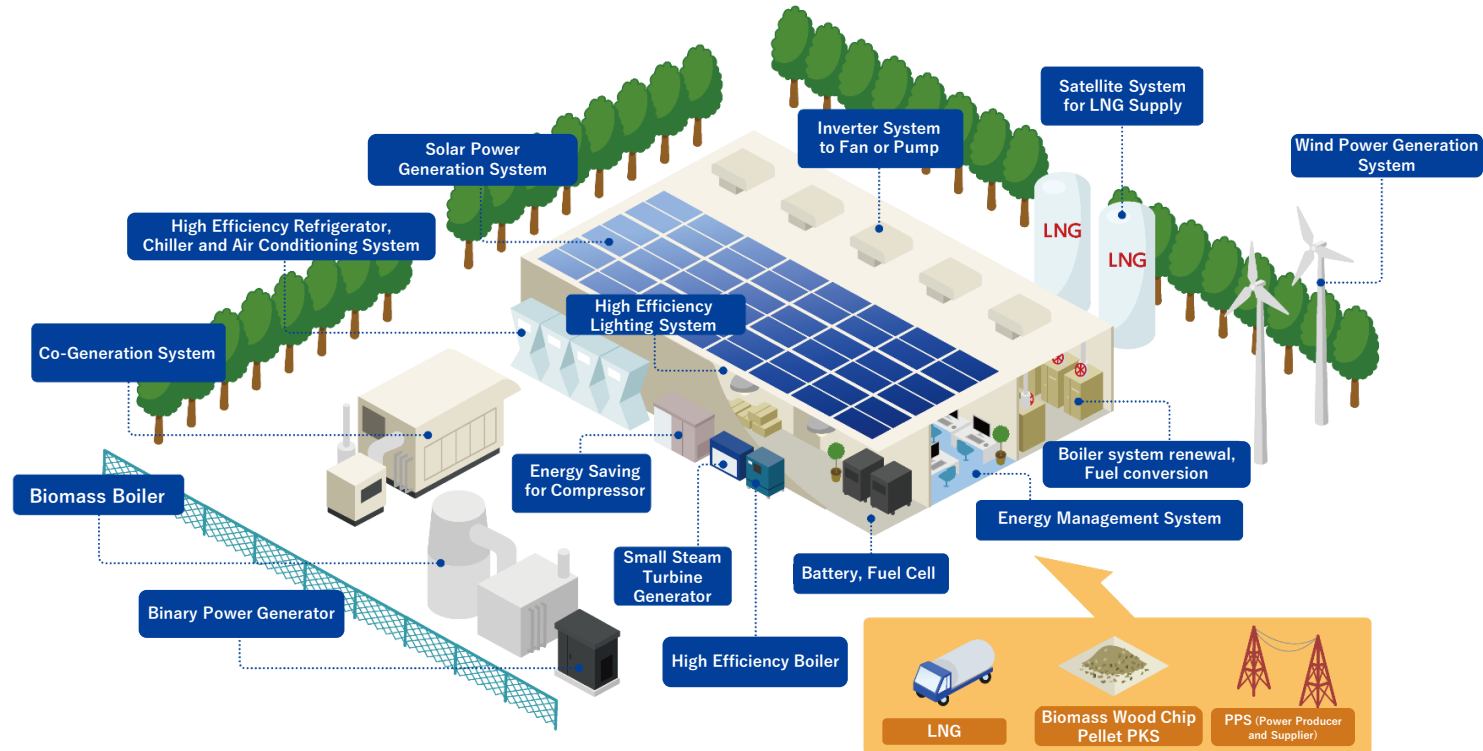 Satellite System
for LNG Supply
Inverter System
to Fan or Pump
Wind Power Generation
System
Solar Power
Generation System
High Efficiency Refrigerator,
Chiller and Air Conditioning System
LNG
LNG
High Efficiency
Lighting System
Co-Generation System
Energy Saving
for Compressor
Boiler system renewal,
Fuel conversion
Biomass Boiler
Energy Management System
Small Steam
Turbine
Generator
Battery, Fuel Cell
Binary Power Generator
High Efficiency Boiler
LNG
Biomass Wood Chip
Pellet PKS
PPS (Power Producer
and Supplier)